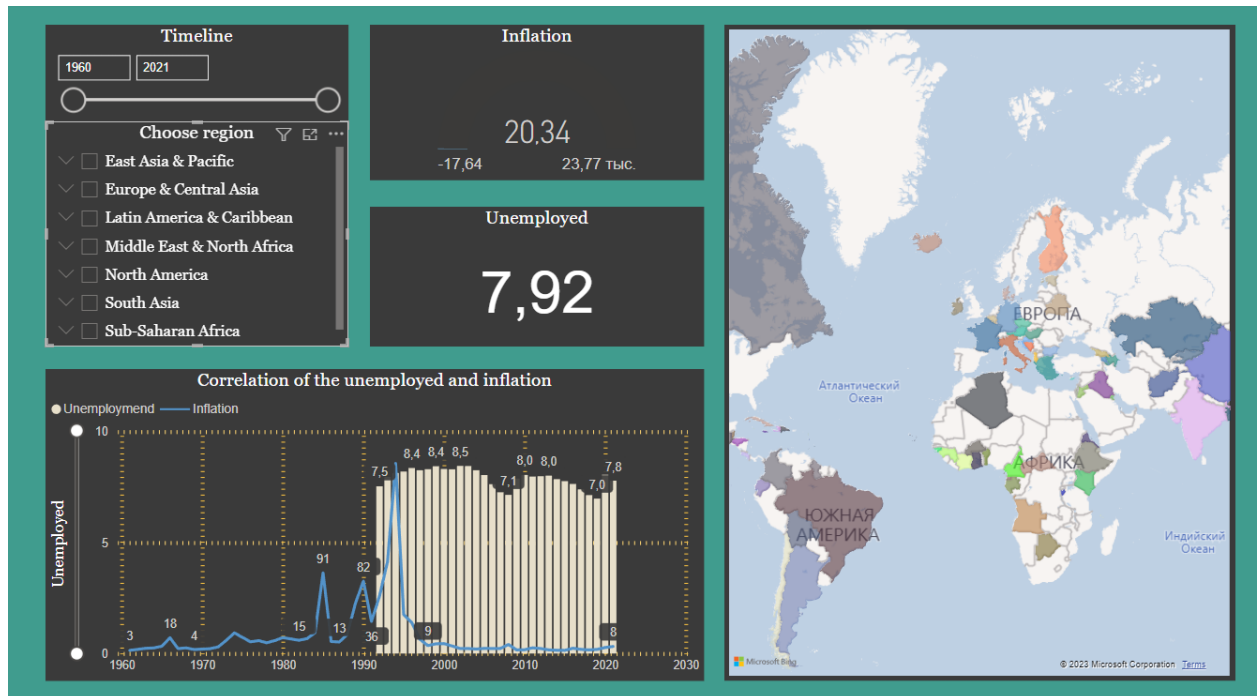 Timeline
1960 2021
Choose region
East Asia & Pacific
Europe & Central Asia
Latin America & Caribbean
Middle East & North Africa
North America
South Asia
Sub-Saharan Africa
Inflation
20,34
-17,64 23,77 тыс.
Unemployed
7,92
Correlation of the unemployed and inflation
Unemploymend Inflation
Unemployed
10
5
0
7,5 8,4 8,4 8,5 7,1 8,0 8,0 7,0 7,8
3 18 4 15 91 13 82 36 9 8
1960 1970 1980 1990 2000 2010 2020 2030
ЕВРОПА
Атлантический
Океан
АФРИКА
ЮЖНАЯ
АМЕРИКА
Индийский
Океан
Microsoft Bing
© 2023 Microsoft Corporation Terms